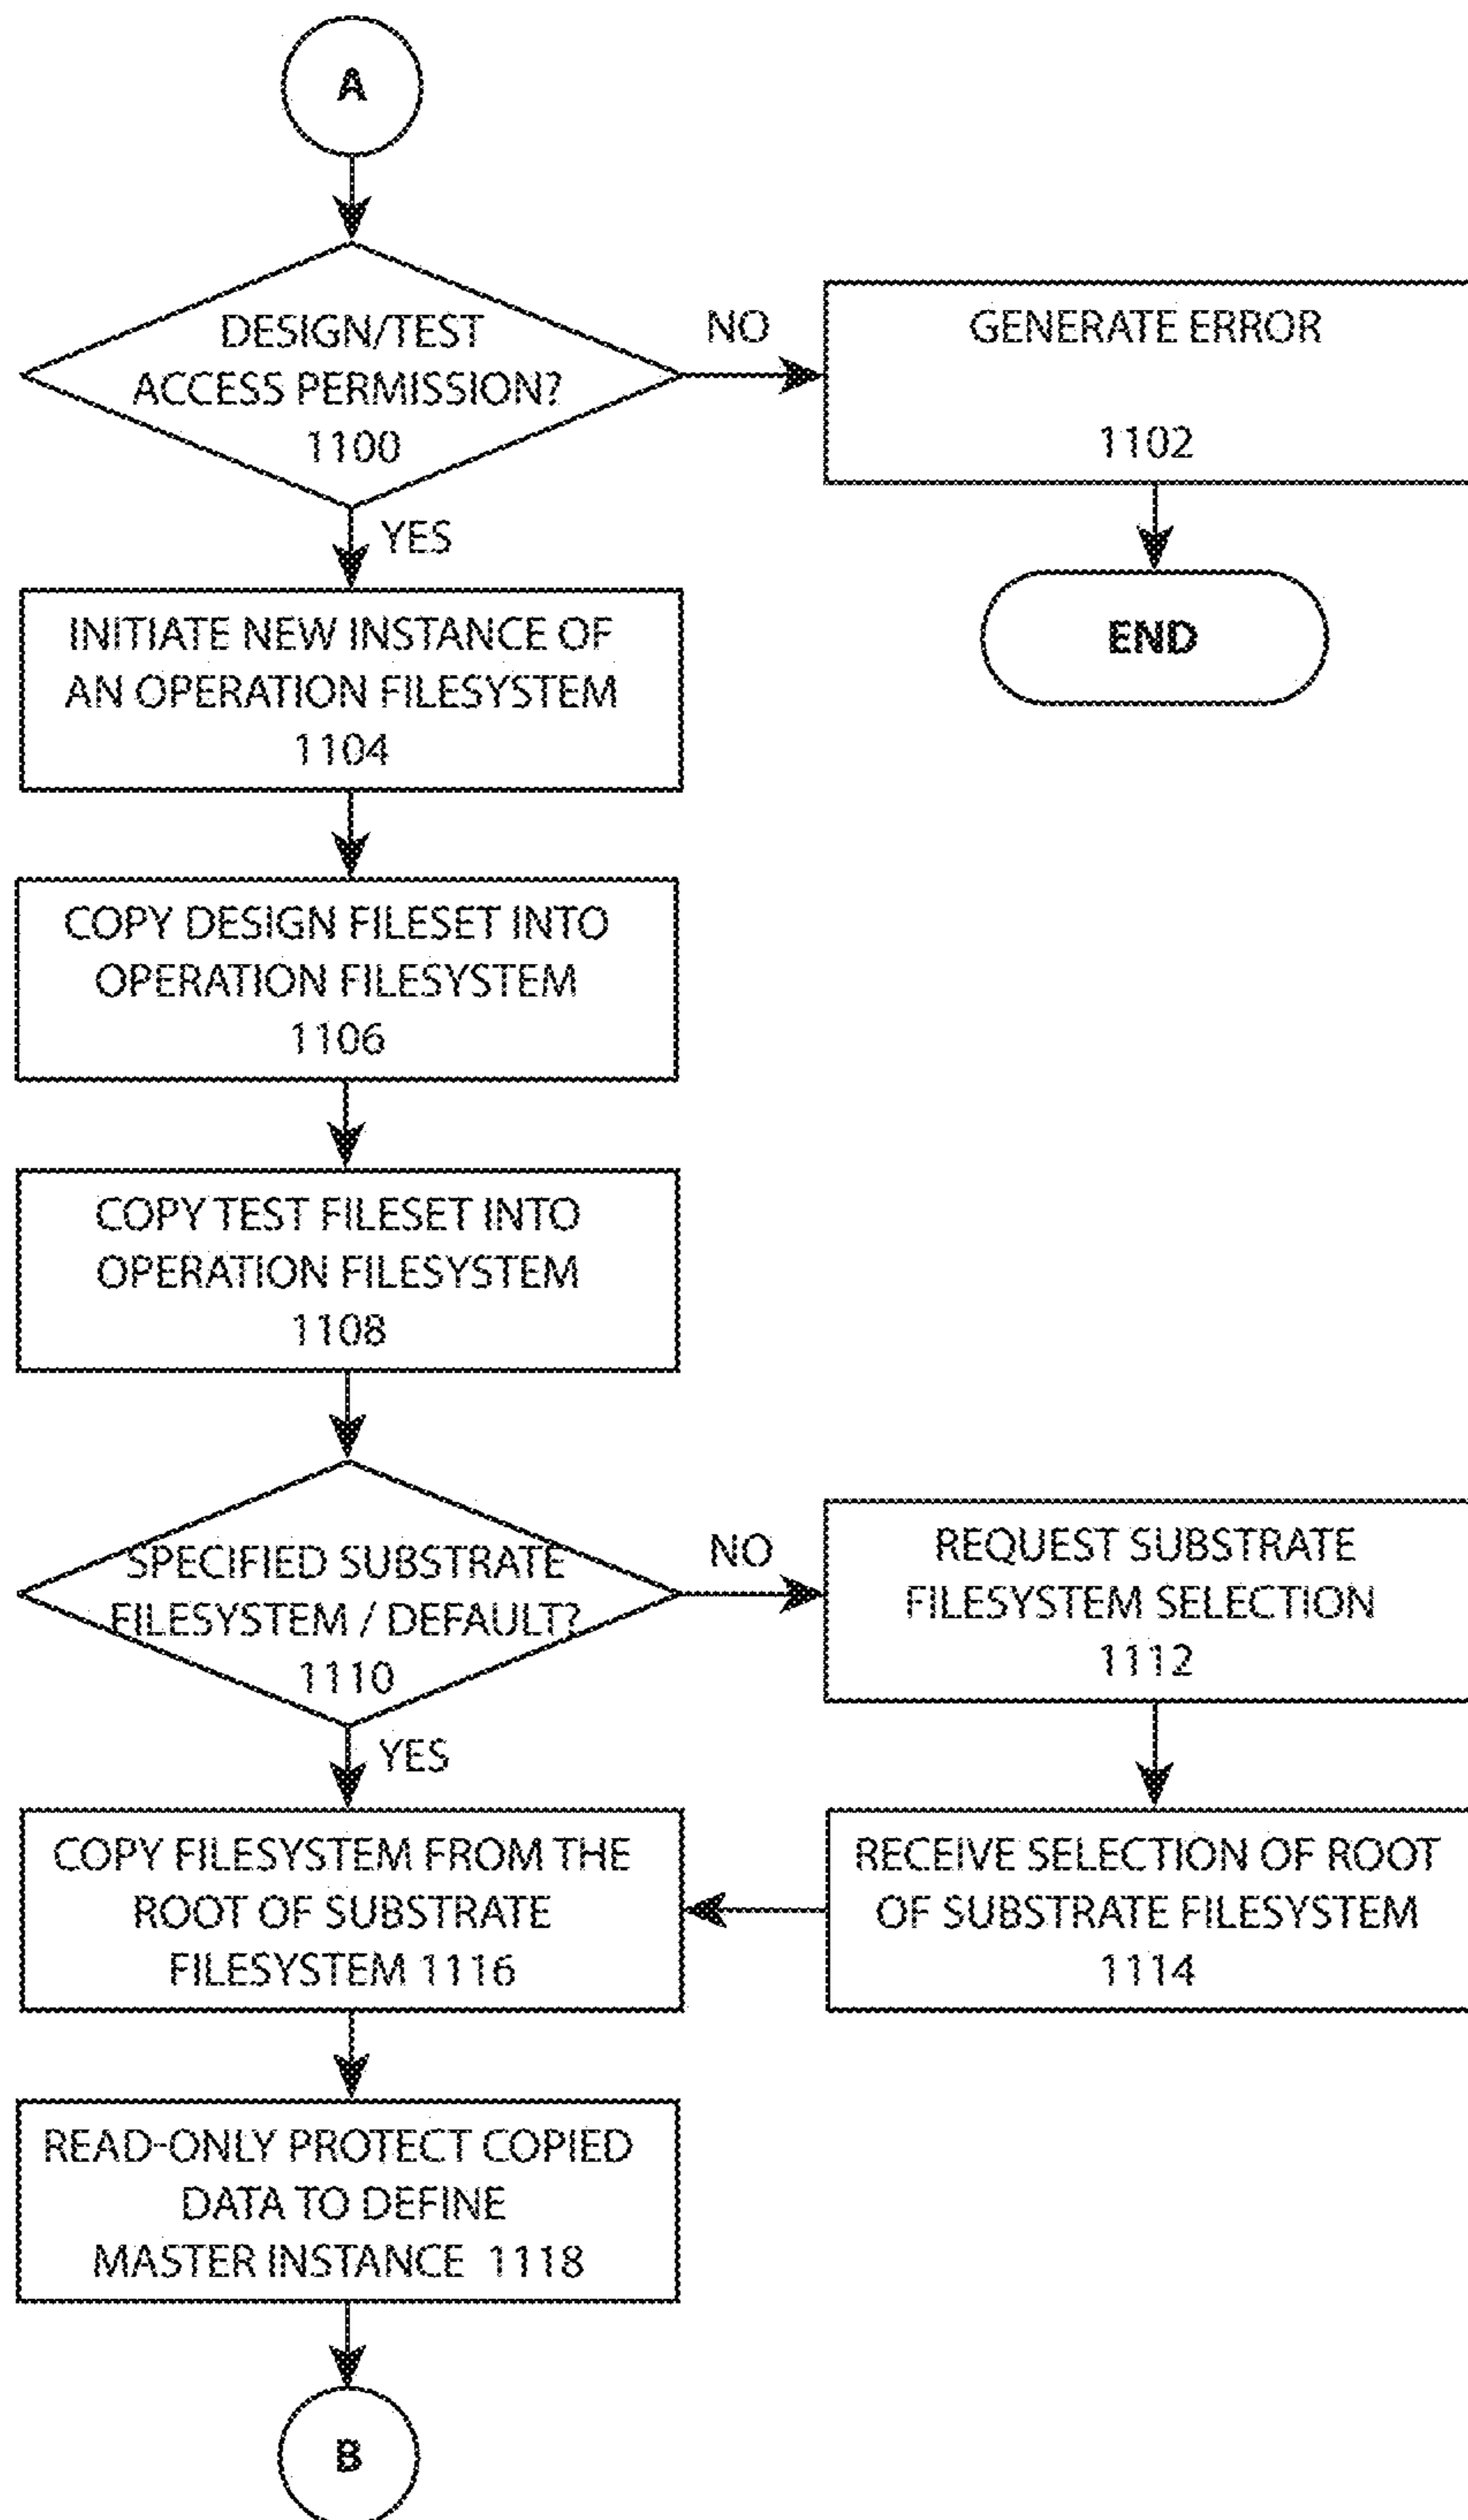 A
DESIGN/TEST
ACCESS PERMISSION?
1100
NO
GENERATE ERROR
1102
YES
END
INITIATE NEW INSTANCE OF
AN OPERATION FILESYSTEM
1104
COPY DESIGN FILESET INTO
OPERATION FILESYSTEM
1106
COPY TEST FILESET INTO
OPERATION FILESYSTEM
1108
SPECIFIED SUBSTRATE
FILESYSTEM / DEFAULT?
1110
NO
REQUEST SUBSTRATE
FILESYSTEM SELECTION
1112
YES
COPY FILESYSTEM FROM THE
ROOT OF SUBSTRATE
FILESYSTEM 1116
RECEIVE SELECTION OF ROOT
OF SUBSTRATE FILESYSTEM
1114
READ-ONLY PROTECT COPIED
DATA TO DEFINE
MASTER INSTANCE 1118
B